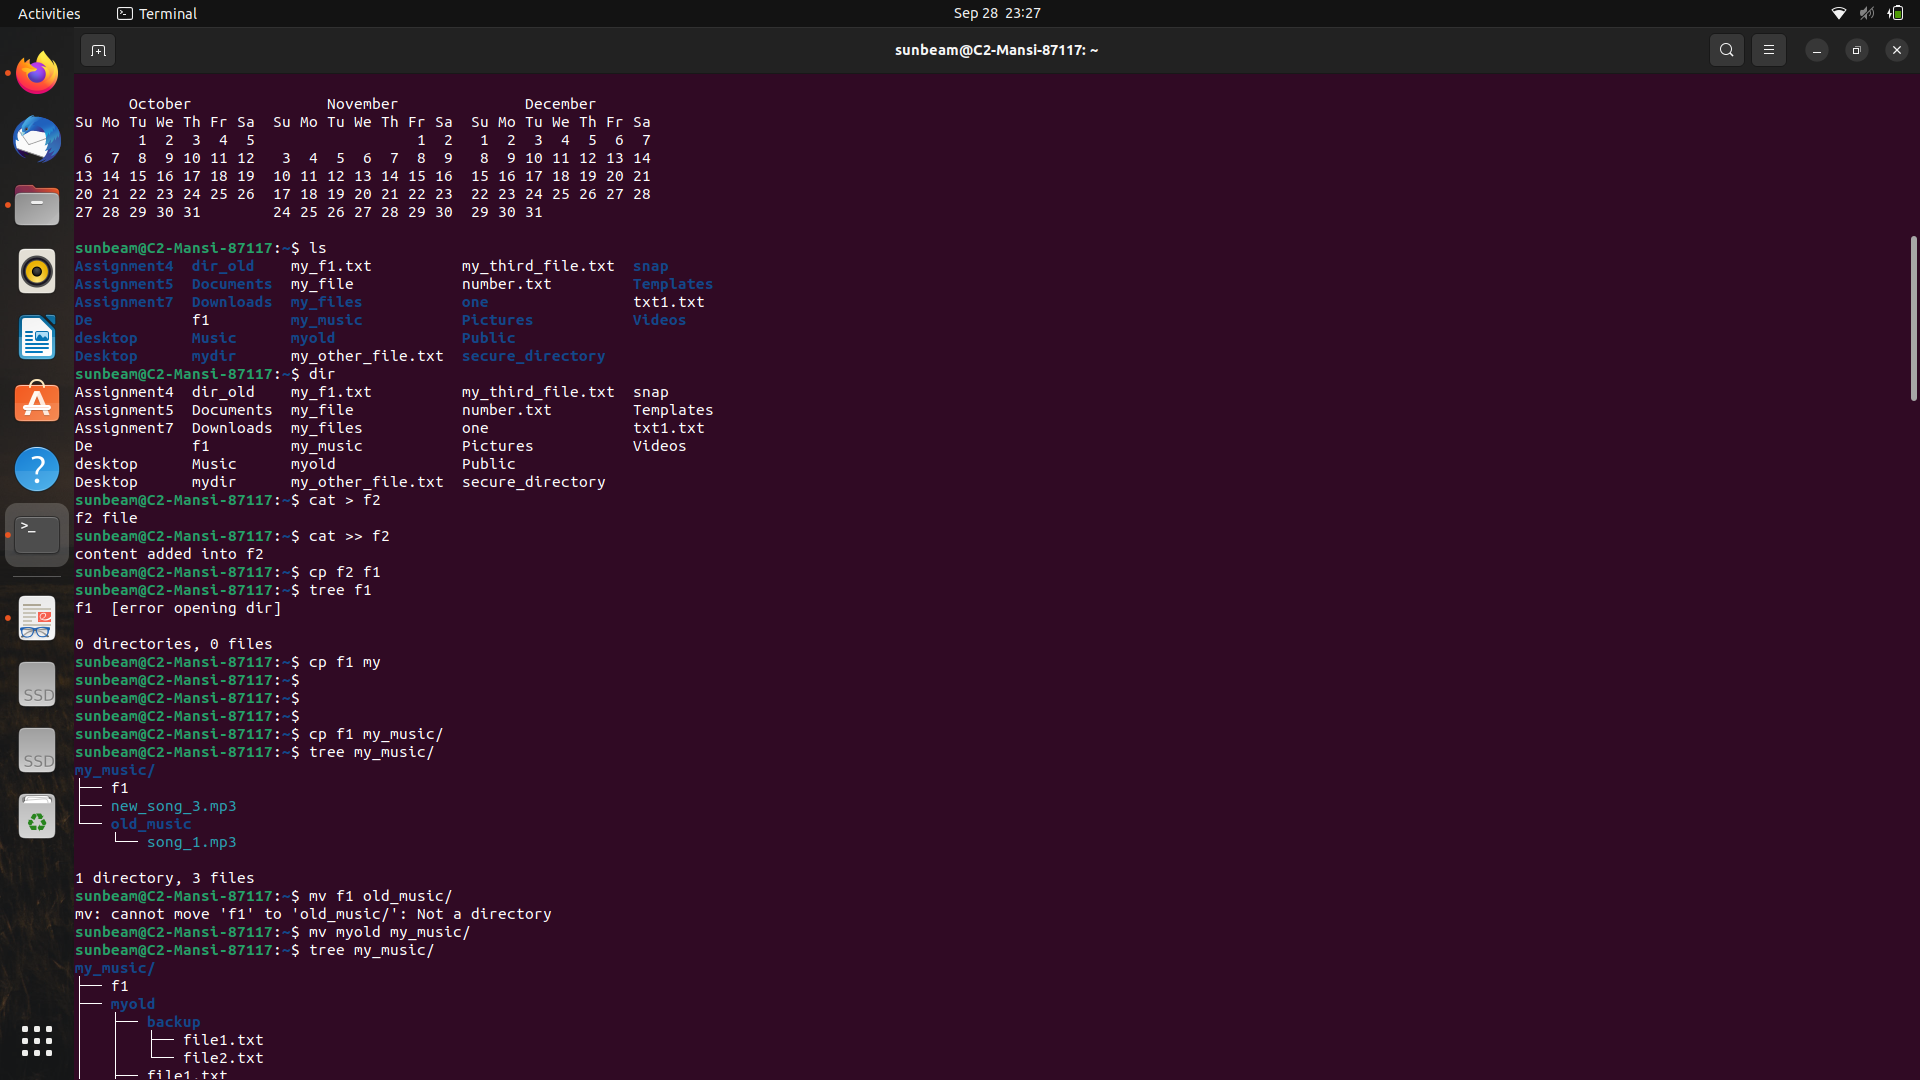 Activities Terminal Sep 28 23:27
sunbeam@C2-Mansi-87117: ~
October November December
Su Mo Tu We Th Fr Sa Su Mo Tu We Th Fr Sa Su Mo Tu We Th Fr Sa
1 2 3 4 5 1 2 1 2 3 4 5 6 7
6 7 8 9 10 11 12 3 4 5 6 7 8 9 8 9 10 11 12 13 14
13 14 15 16 17 18 19 10 11 12 13 14 15 16 15 16 17 18 19 20 21
20 21 22 23 24 25 26 17 18 19 20 21 22 23 22 23 24 25 26 27 28
27 28 29 30 31 24 25 26 27 28 29 30 29 30 31
sunbeam@C2-Mansi-87117:~$ ls
Assignment4 dir_old my_f1.txt my_third_file.txt snap
Assignment5 Documents my_file number.txt Templates
Assignment7 Downloads my_files one txt1.txt
De f1 my_music Pictures Videos
desktop Music myold Public
Desktop mydir my_other_file.txt secure_directory
sunbeam@C2-Mansi-87117:~$ dir
Assignment4 dir_old my_f1.txt my_third_file.txt snap
Assignment5 Documents my_file number.txt Templates
Assignment7 Downloads my_files one txt1.txt
De f1 my_music Pictures Videos
desktop Music myold Public
Desktop mydir my_other_file.txt secure_directory
sunbeam@C2-Mansi-87117:~$ cat > f2
f2 file
sunbeam@C2-Mansi-87117:~$ cat >> f2
content added into f2
sunbeam@C2-Mansi-87117:~$ cp f2 f1
sunbeam@C2-Mansi-87117:~$ tree f1
f1 [error opening dir]
0 directories, 0 files
sunbeam@C2-Mansi-87117:~$ cp f1 my
sunbeam@C2-Mansi-87117:~$
sunbeam@C2-Mansi-87117:~$
sunbeam@C2-Mansi-87117:~$
sunbeam@C2-Mansi-87117:~$ cp f1 my_music/
sunbeam@C2-Mansi-87117:~$ tree my_music/
my_music/
├── f1
├── new_song_3.mp3
└── old_music
    └── song_1.mp3
1 directory, 3 files
sunbeam@C2-Mansi-87117:~$ mv f1 old_music/
mv: cannot move 'f1' to 'old_music/': Not a directory
sunbeam@C2-Mansi-87117:~$ mv myold my_music/
sunbeam@C2-Mansi-87117:~$ tree my_music/
my_music/
├── f1
├── myold
│   ├── backup
│   │   ├── file1.txt
│   │   └── file2.txt
│   ├── file1.txt
SSD
SSD